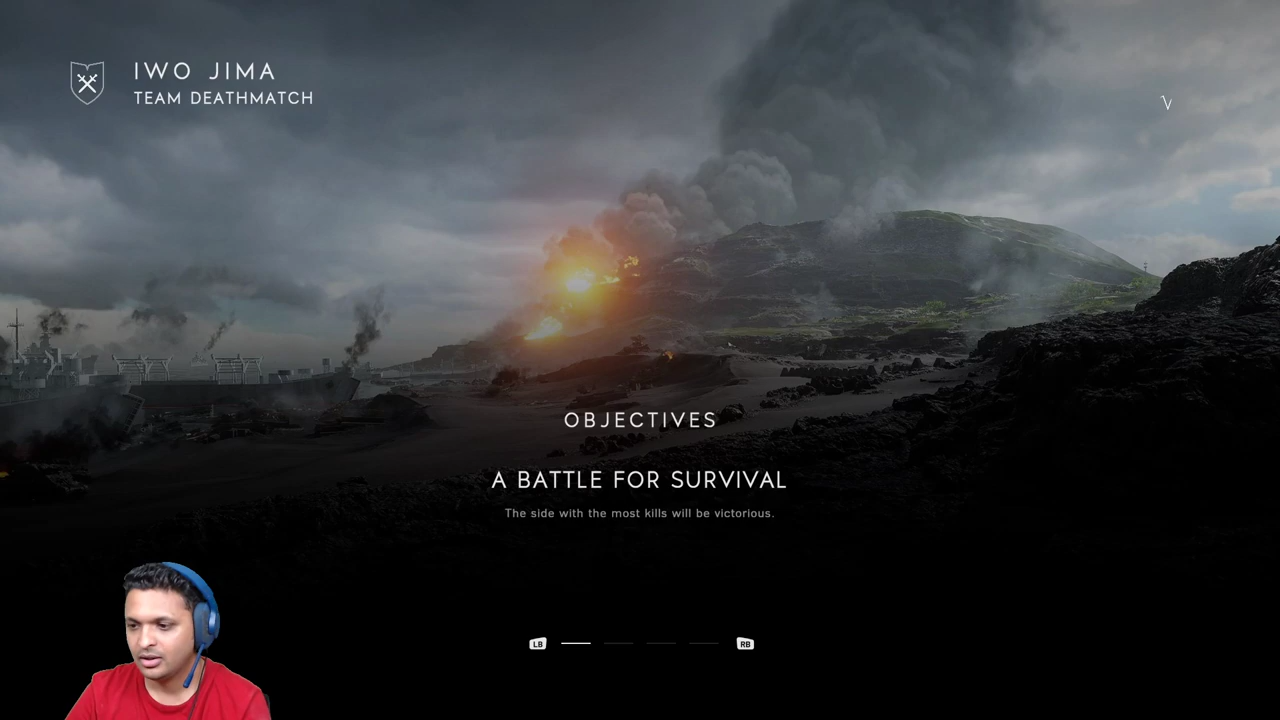 IWO JIMA
TEAM DEATHMATCH
OBJECTIVES
A BATTLE FOR SURVIVAL
The side with the most kills will be victorious.
LB RB